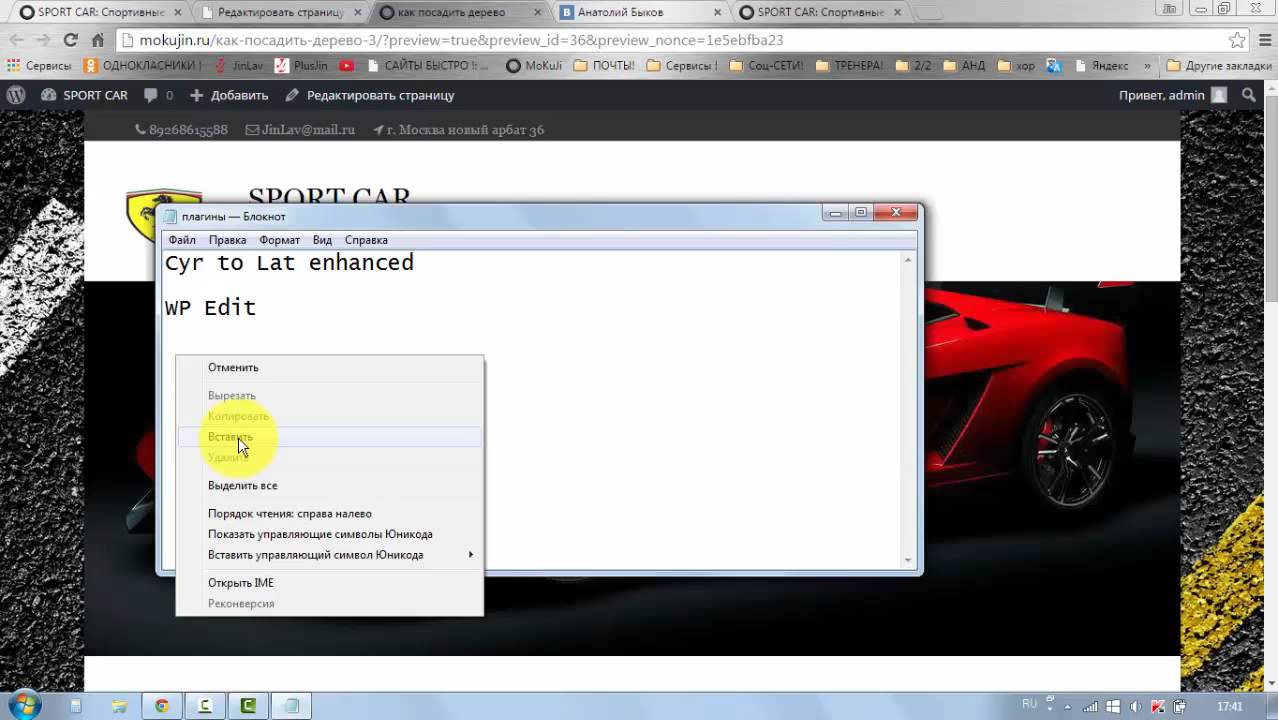 SPORT CAR: Спортивные
Редактировать страницу
как посадить дерево
Анатолий Быков
SPORT CAR: Спортивные
mokujin.ru/как-посадить-дерево-3/?preview=true&preview_id=36&preview_nonce=1e5ebfba23
Сервисы
ОДНОКЛАСНИКИ
JinLav
PlusJin
САЙТЫ БЫСТРО !: ...
MoKuJi
ПОЧТЫ!
Сервисы !
Соц-СЕТИ!
ТРЕНЕРА!
2/2
АНД
хор
Яндекс
»
Другие закладки
SPORT CAR
0
Добавить
Редактировать страницу
Привет, admin
89268615588
JinLav@mail.ru
г. Москва новый арбат 36
SPORT CAR
плагины — Блокнот
Файл Правка Формат Вид Справка
Cyr to Lat enhanced
WP Edit
Отменить
Вырезать
Копировать
Вставить
Удалить
Выделить все
Порядок чтения: справа налево
Показать управляющие символы Юникода
Вставить управляющий символ Юникода
Открыть IME
Реконверсия
RU
17:41